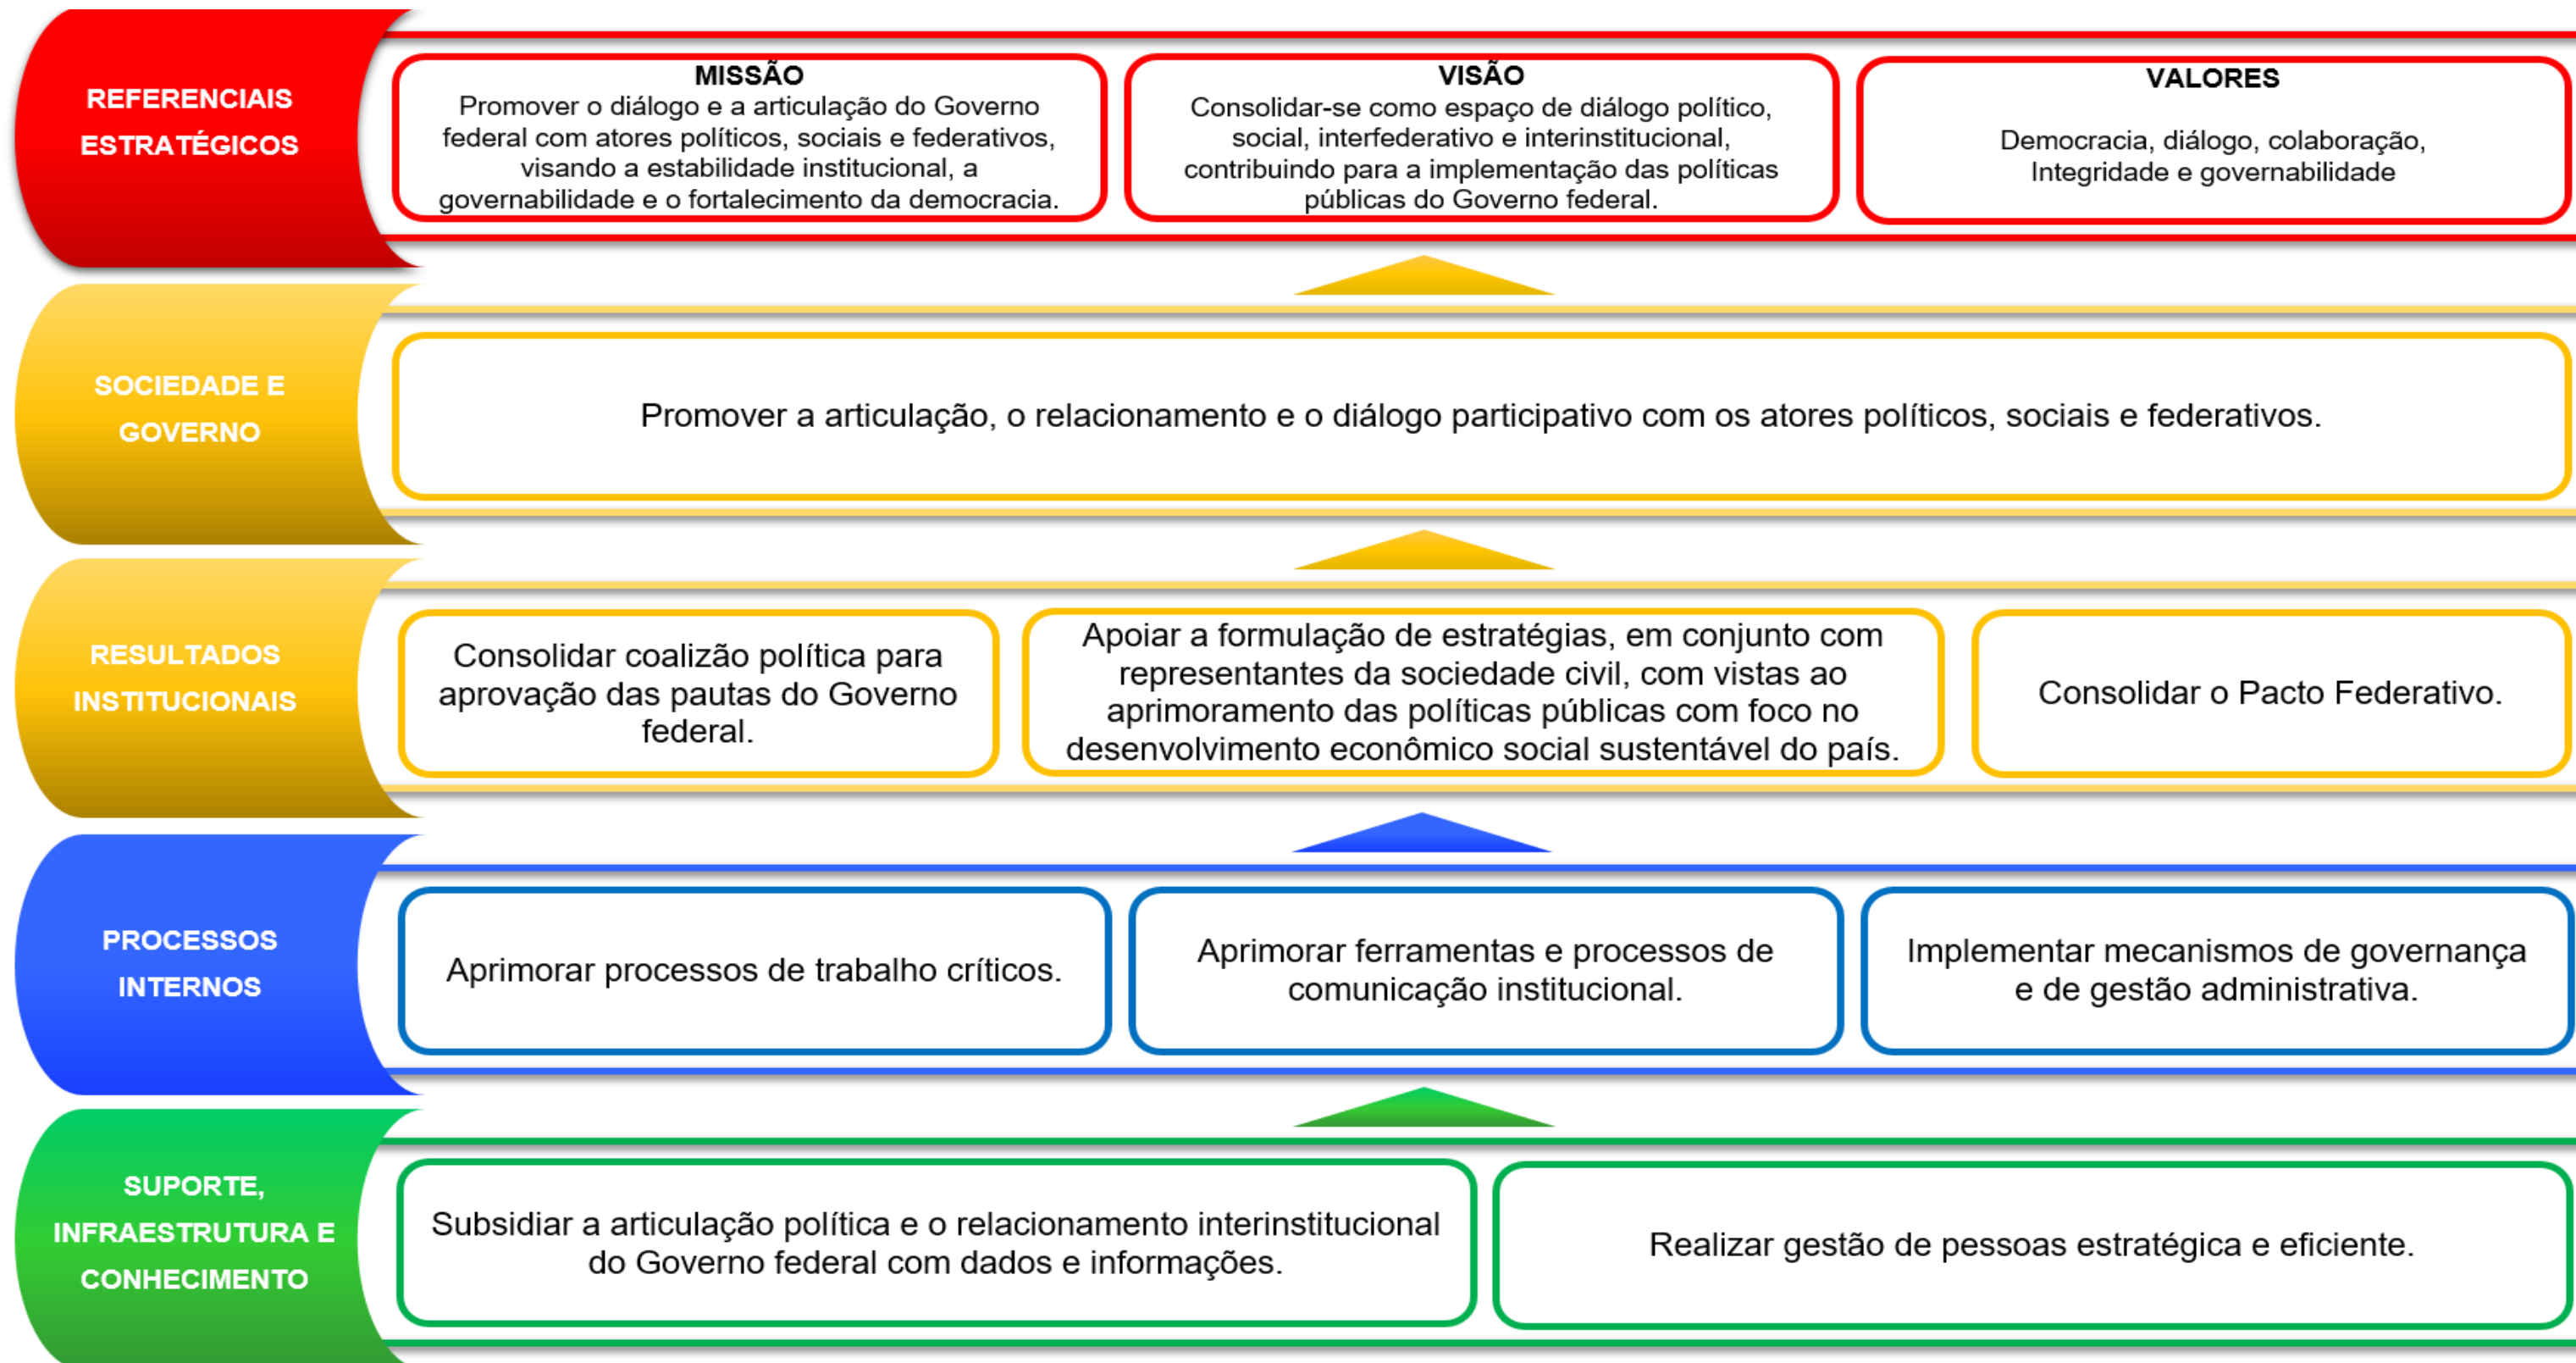 REFERENCIAIS
ESTRATÉGICOS
MISSÃO
Promover o diálogo e a articulação do Governo
federal com atores políticos, sociais e federativos,
visando a estabilidade institucional, a
governabilidade e o fortalecimento da democracia.
VISÃO
Consolidar-se como espaço de diálogo político,
social, interfederativo e interinstitucional,
contribuindo para a implementação das políticas
públicas do Governo federal.
VALORES
Democracia, diálogo, colaboração,
Integridade e governabilidade
SOCIEDADE E
GOVERNO
Promover a articulação, o relacionamento e o diálogo participativo com os atores políticos, sociais e federativos.
RESULTADOS
INSTITUCIONAIS
Consolidar coalizão política para
aprovação das pautas do Governo
federal.
Apoiar a formulação de estratégias, em conjunto com
representantes da sociedade civil, com vistas ao
aprimoramento das políticas públicas com foco no
desenvolvimento econômico social sustentável do país.
Consolidar o Pacto Federativo.
PROCESSOS
INTERNOS
Aprimorar processos de trabalho críticos.
Aprimorar ferramentas e processos de
comunicação institucional.
Implementar mecanismos de governança
e de gestão administrativa.
SUPORTE,
INFRAESTRUTURA E
CONHECIMENTO
Subsidiar a articulação política e o relacionamento interinstitucional
do Governo federal com dados e informações.
Realizar gestão de pessoas estratégica e eficiente.